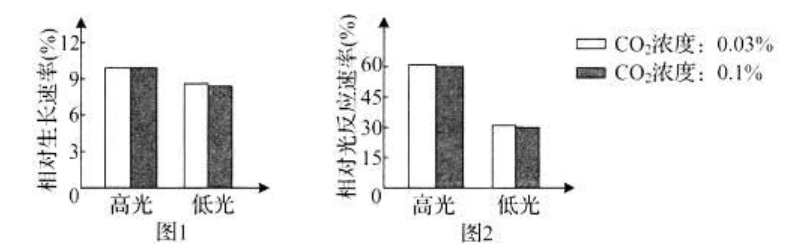 相对生长速率(%)
12
9
6
3
0
高光 低光
图1
相对光反应速率(%)
60
45
30
15
0
高光 低光
图2
CO₂浓度：0.03%
CO₂浓度：0.1%